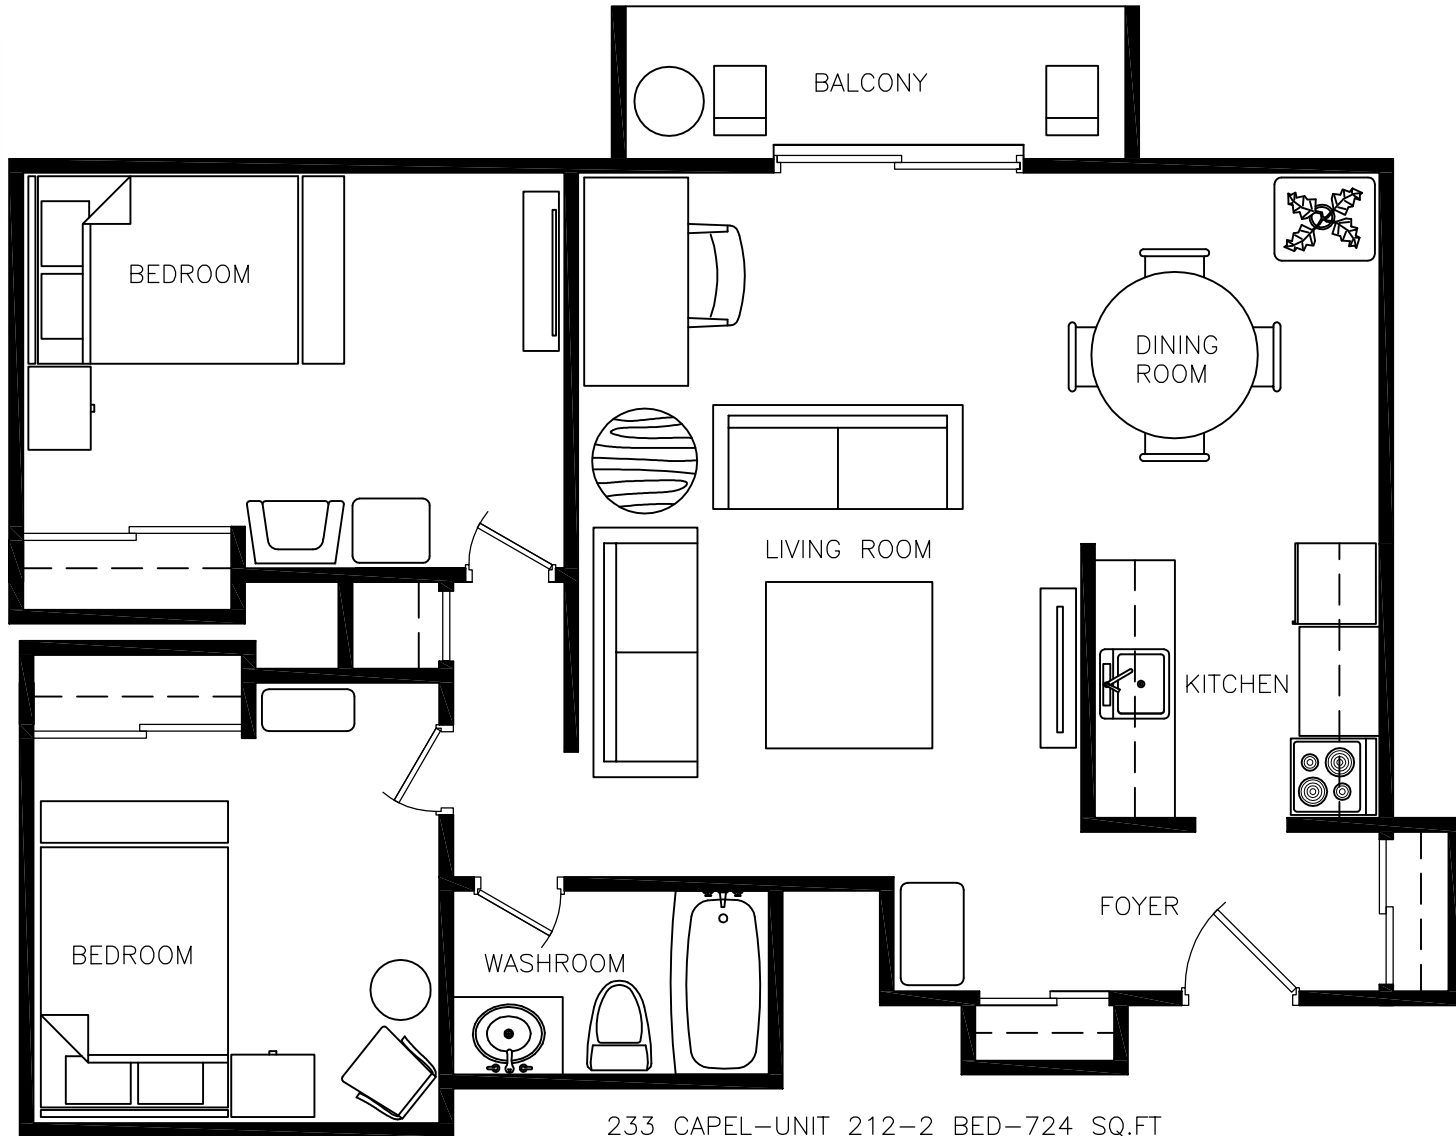 BALCONY
BEDROOM
DINING
ROOM
LIVING ROOM
KITCHEN
FOYER
BEDROOM
WASHROOM
233 CAPEL-UNIT 212-2 BED-724 SQ.FT